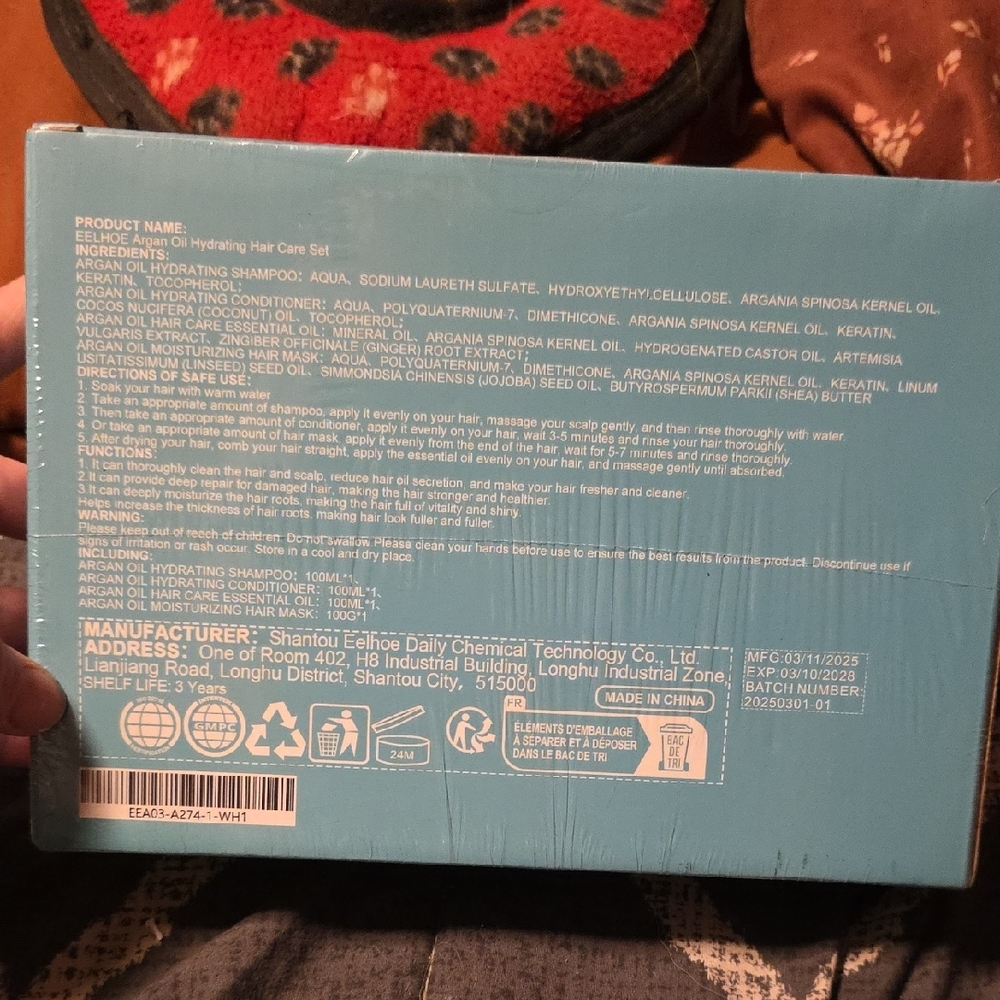 PRODUCT NAME:
EELHOE Argan Oil Hydrating Hair Care Set
INGREDIENTS:
ARGAN OIL HYDRATING SHAMPOO: AQUA、SODIUM LAURETH SULFATE、HYDROXYETHYLCELLULOSE、ARGANIA SPINOSA KERNEL OIL、
KERATIN、TOCOPHEROL;
ARGAN OIL HYDRATING CONDITIONER: AQUA、POLYQUATERNIUM-7、DIMETHICONE、ARGANIA SPINOSA KERNEL OIL、KERATIN、
COCOS NUCIFERA (COCONUT) OIL、TOCOPHEROL;
ARGAN OIL HAIR CARE ESSENTIAL OIL: MINERAL OIL、ARGANIA SPINOSA KERNEL OIL、HYDROGENATED CASTOR OIL、ARTEMISIA
VULGARIS EXTRACT、ZINGIBER OFFICINALE (GINGER) ROOT EXTRACT;
ARGAN OIL MOISTURIZING HAIR MASK: AQUA、POLYQUATERNIUM-7、DIMETHICONE、ARGANIA SPINOSA KERNEL OIL、KERATIN、LINUM
USITATISSIMUM (LINSEED) SEED OIL、SIMMONDSIA CHINENSIS (JOJOBA) SEED OIL、BUTYROSPERMUM PARKII (SHEA) BUTTER
DIRECTIONS OF SAFE USE:
1. Soak your hair with warm water
2. Take an appropriate amount of shampoo, apply it evenly on your hair, massage your scalp gently, and then rinse thoroughly with water.
3. Then take an appropriate amount of conditioner, apply it evenly on your hair, wait 3-5 minutes and rinse your hair thoroughly.
4. Or take an appropriate amount of hair mask, apply it evenly from the end of the hair, wait for 5-7 minutes and rinse thoroughly.
5. After drying your hair, comb your hair straight, apply the essential oil evenly on your hair, and massage gently until absorbed.
FUNCTIONS:
1. It can thoroughly clean the hair and scalp, reduce hair oil secretion, and make your hair fresher and cleaner.
2.It can provide deep repair for damaged hair, making the hair stronger and healthier.
3.It can deeply moisturize the hair roots, making the hair full of vitality and shiny.
Helps increase the thickness of hair roots, making hair look fuller and fuller.
WARNING:
Please keep out of reach of children. Do not swallow. Please clean your hands before use to ensure the best results from the product. Discontinue use if
signs of irritation or rash occur. Store in a cool and dry place.
INCLUDING:
ARGAN OIL HYDRATING SHAMPOO: 100ML*1、
ARGAN OIL HYDRATING CONDITIONER: 100ML*1、
ARGAN OIL HAIR CARE ESSENTIAL OIL: 100ML*1、
ARGAN OIL MOISTURIZING HAIR MASK: 100G*1
MANUFACTURER: Shantou Eelhoe Daily Chemical Technology Co., Ltd.
ADDRESS: One of Room 402, H8 Industrial Building, Longhu Industrial Zone,
Lianjiang Road, Longhu District, Shantou City, 515000
SHELF LIFE: 3 Years
MADE IN CHINA
MFG:03/11/2025
EXP:03/10/2028
BATCH NUMBER:
20250301-01
GMPC
24M
FR
ÉLÉMENTS D'EMBALLAGE
À SÉPARER ET À DÉPOSER
DANS LE BAC DE TRI
BAC
DE
TRI
EEA03-A274-1-WH1